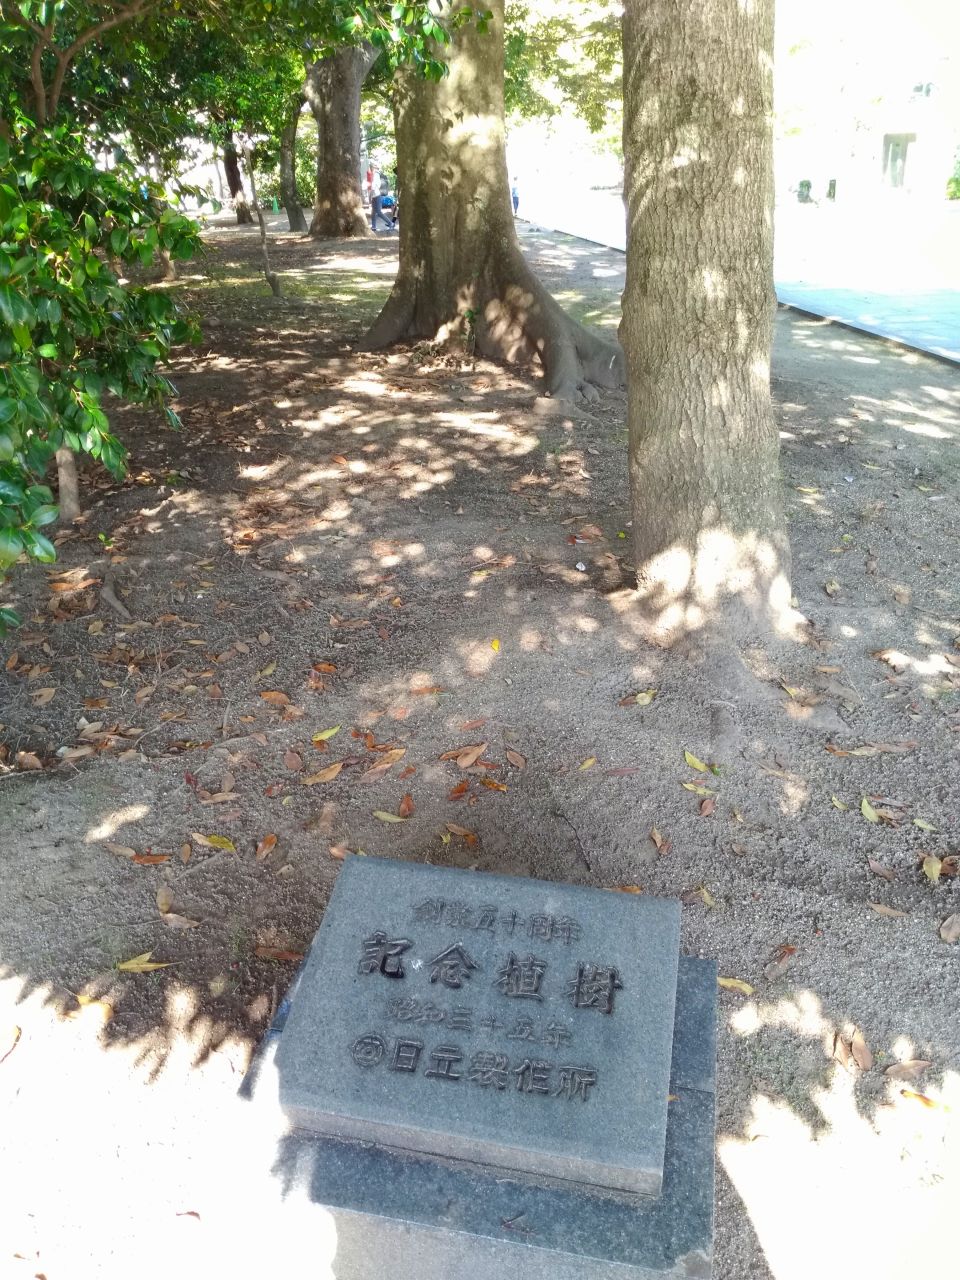 創業五十周年
記念植樹
昭和三十五年
日立製作所